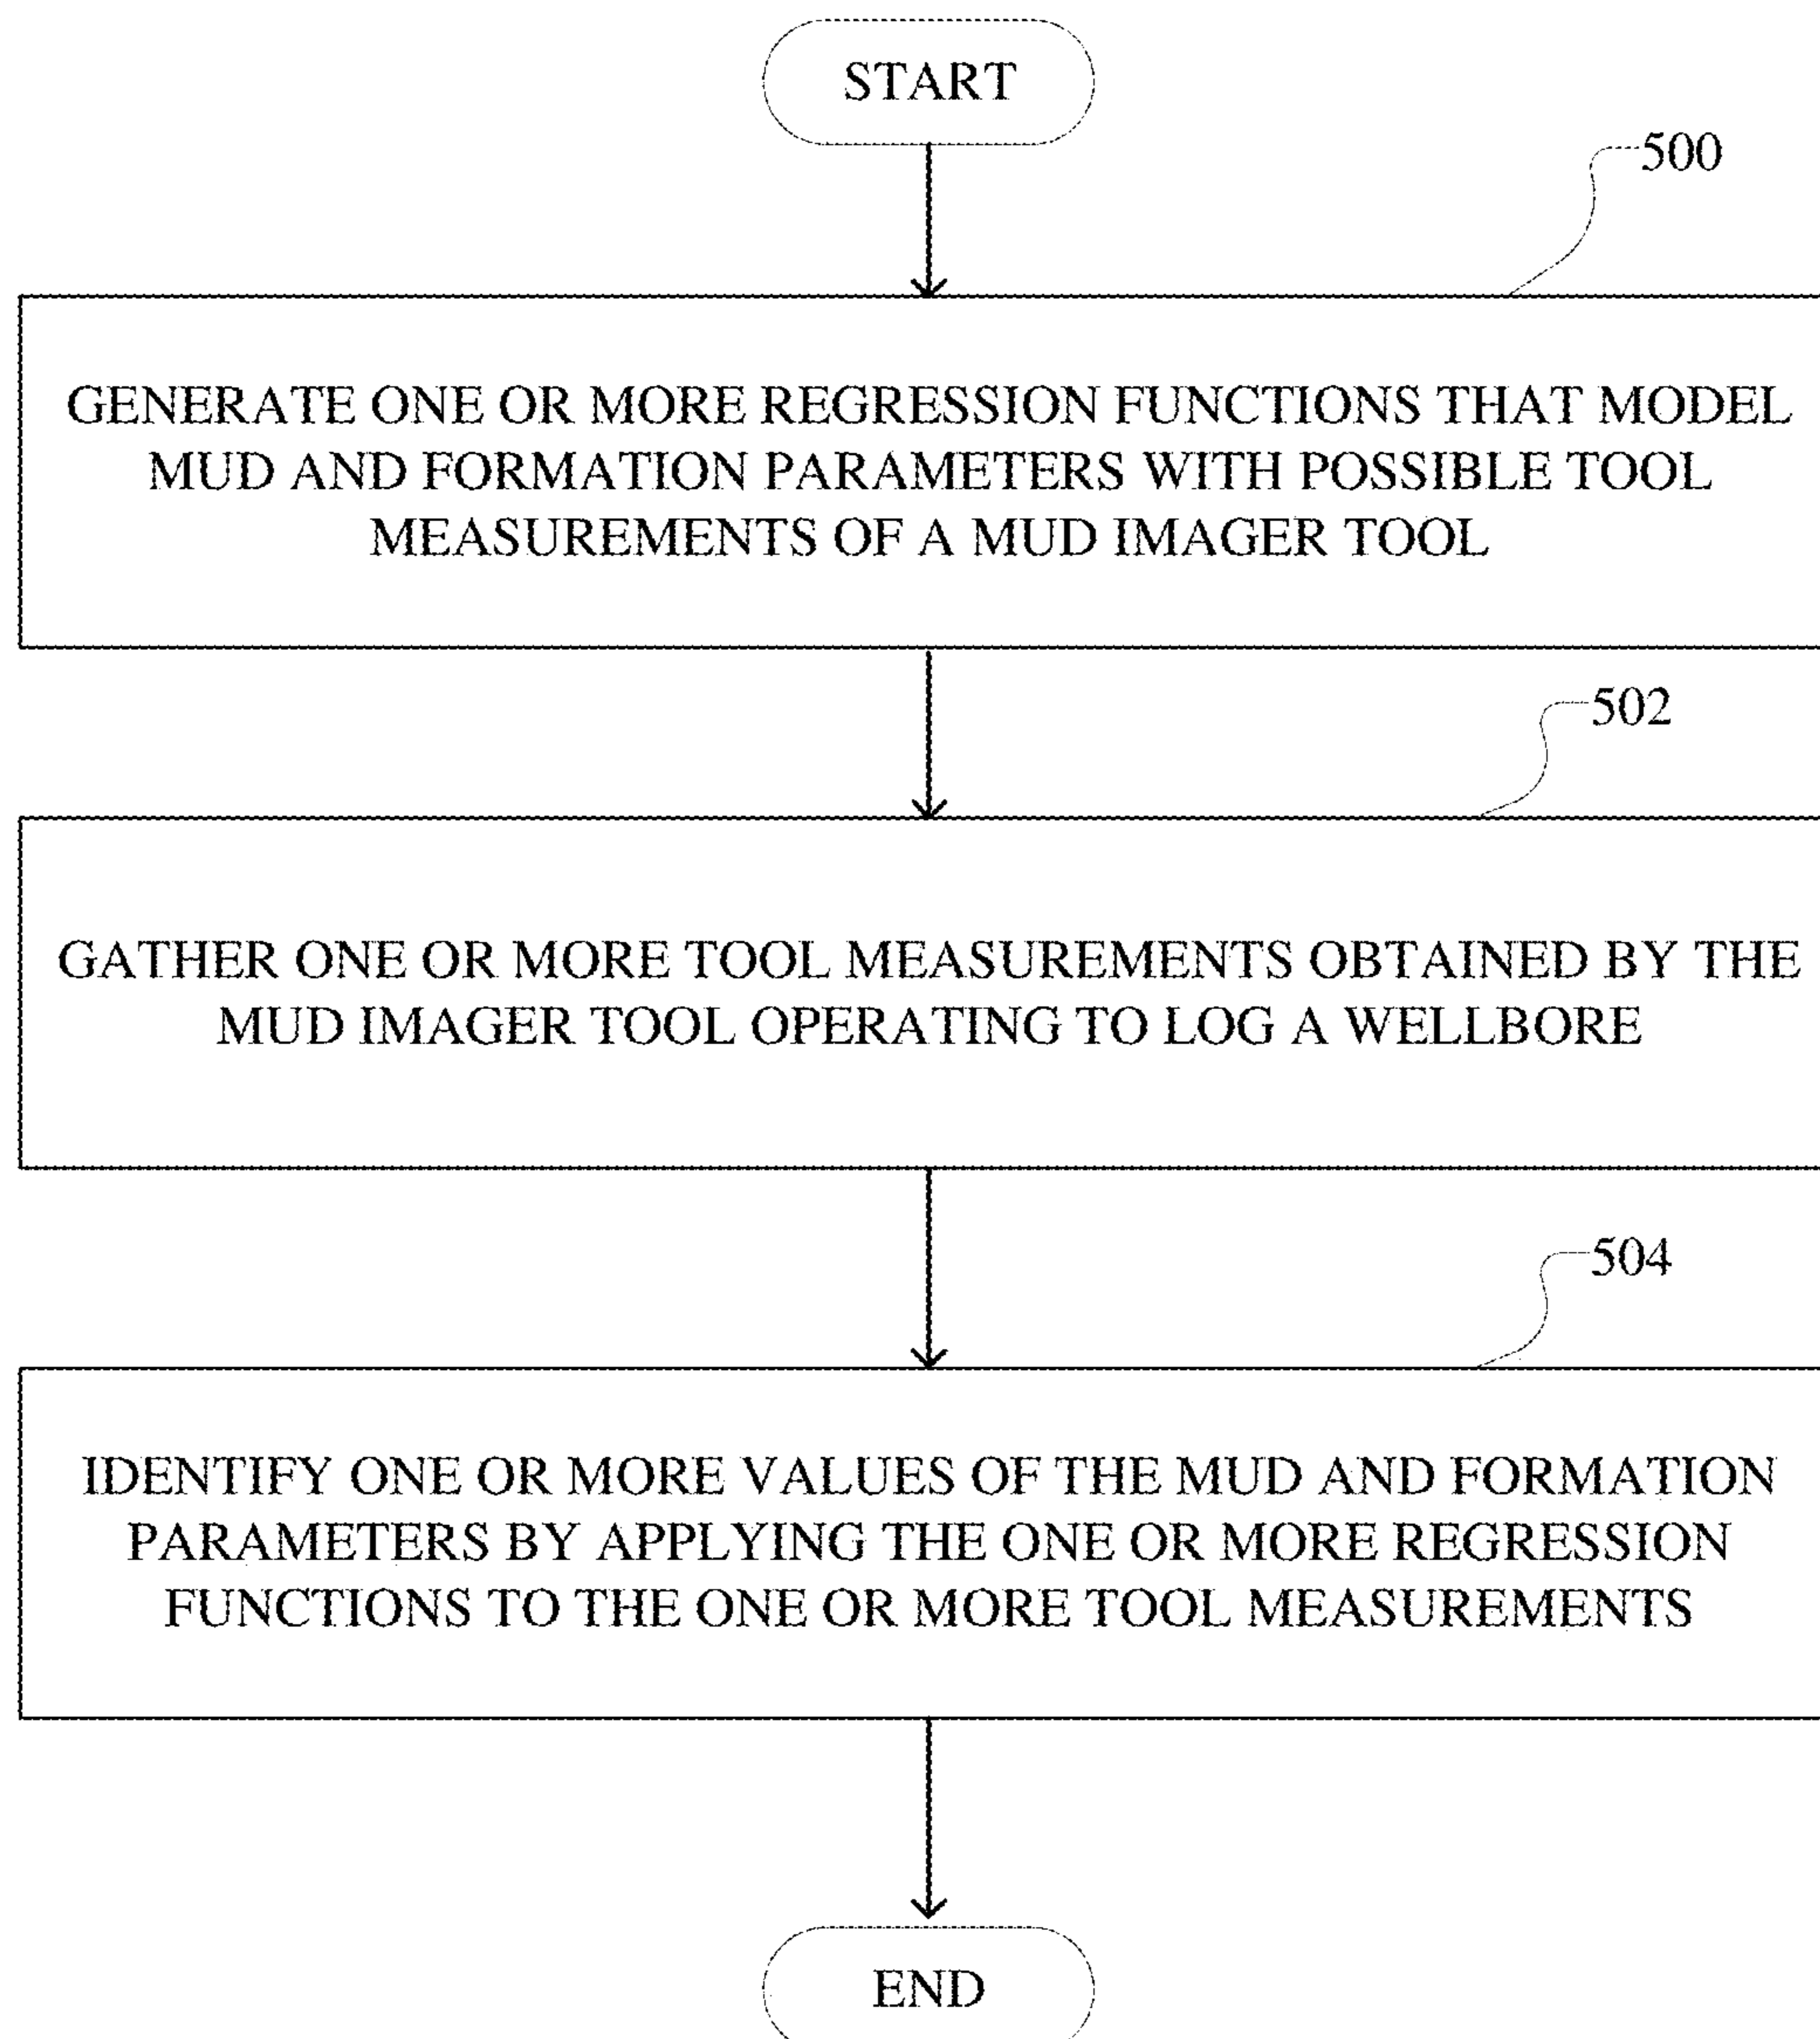 START
500
GENERATE ONE OR MORE REGRESSION FUNCTIONS THAT MODEL
MUD AND FORMATION PARAMETERS WITH POSSIBLE TOOL
MEASUREMENTS OF A MUD IMAGER TOOL
502
GATHER ONE OR MORE TOOL MEASUREMENTS OBTAINED BY THE
MUD IMAGER TOOL OPERATING TO LOG A WELLBORE
504
IDENTIFY ONE OR MORE VALUES OF THE MUD AND FORMATION
PARAMETERS BY APPLYING THE ONE OR MORE REGRESSION
FUNCTIONS TO THE ONE OR MORE TOOL MEASUREMENTS
END